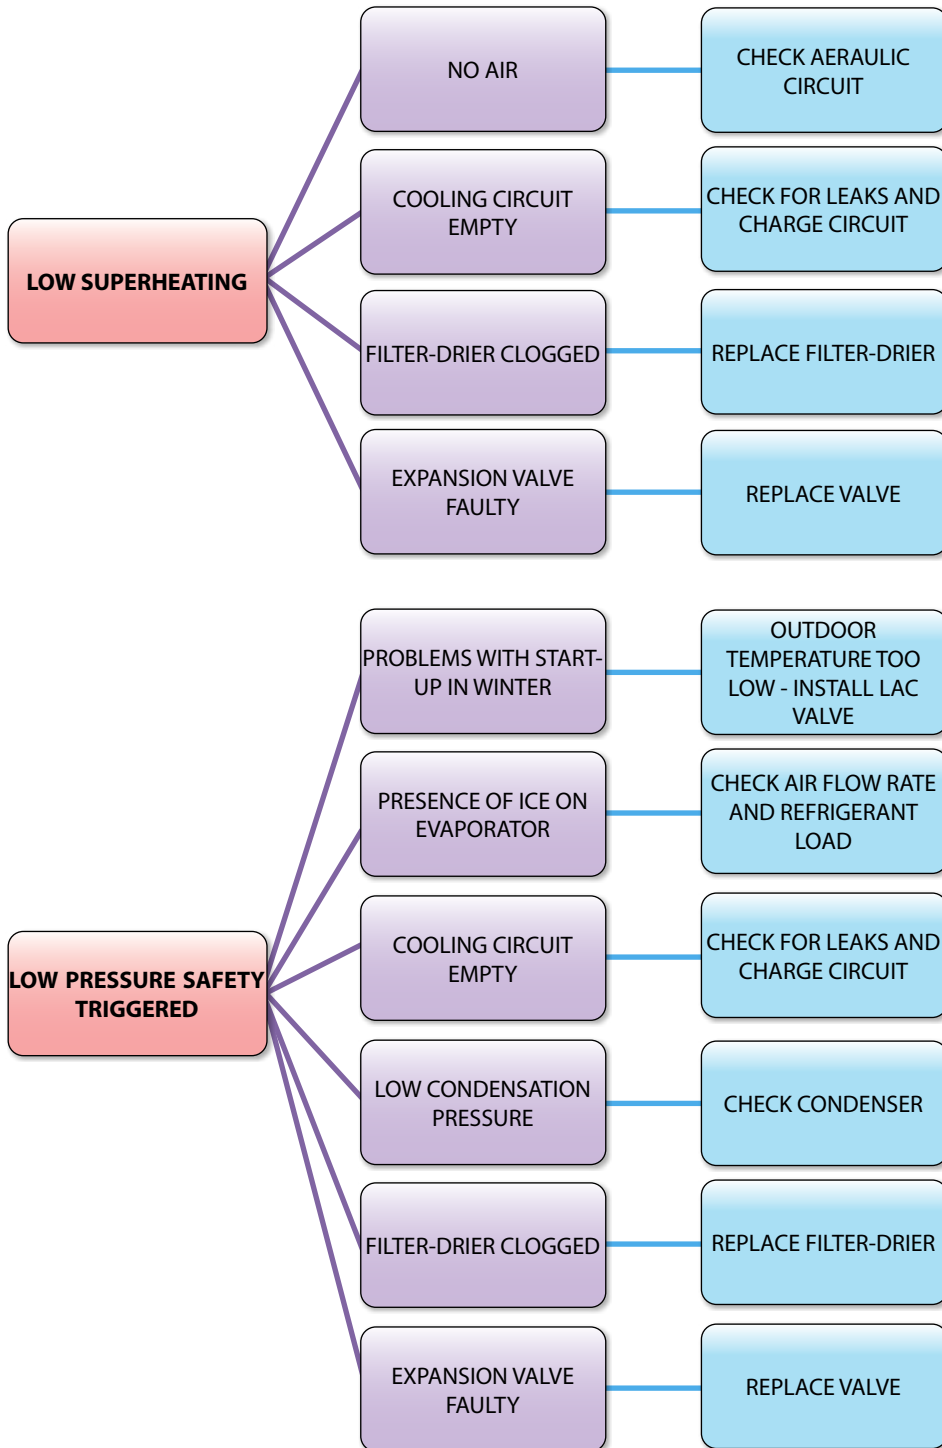 NO AIR
CHECK AERAULIC
CIRCUIT
COOLING CIRCUIT
EMPTY
CHECK FOR LEAKS AND
CHARGE CIRCUIT
LOW SUPERHEATING
FILTER-DRIER CLOGGED
REPLACE FILTER-DRIER
EXPANSION VALVE
FAULTY
REPLACE VALVE
PROBLEMS WITH START-
UP IN WINTER
OUTDOOR
TEMPERATURE TOO
LOW - INSTALL LAC
VALVE
PRESENCE OF ICE ON
EVAPORATOR
CHECK AIR FLOW RATE
AND REFRIGERANT
LOAD
COOLING CIRCUIT
EMPTY
CHECK FOR LEAKS AND
CHARGE CIRCUIT
LOW PRESSURE SAFETY
TRIGGERED
LOW CONDENSATION
PRESSURE
CHECK CONDENSER
FILTER-DRIER CLOGGED
REPLACE FILTER-DRIER
EXPANSION VALVE
FAULTY
REPLACE VALVE